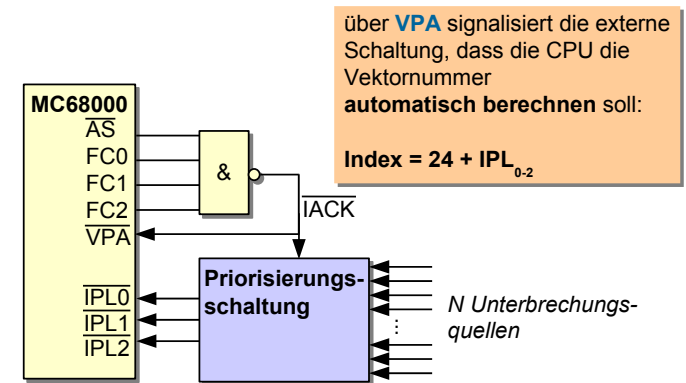 über VPA signalisiert die externe
Schaltung, dass die CPU die
Vektornummer
automatisch berechnen soll:
Index = 24 + IPL0-2
MC68000
AS
FC0
FC1
FC2
VPA
IPL0
IPL1
IPL2
&
IACK
Priorisierungs-
schaltung
N Unterbrechungs-
quellen
...